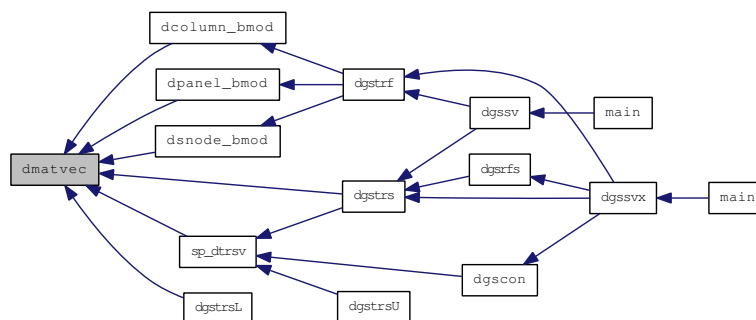 dcolumn_bmod
dpanel_bmod
dgstrf
dgssv
main
dsnode_bmod
dmatvec
dgsrfs
dgstrs
dgssvx
main
sp_dtrsv
dgscon
dgstrsL
dgstrsU